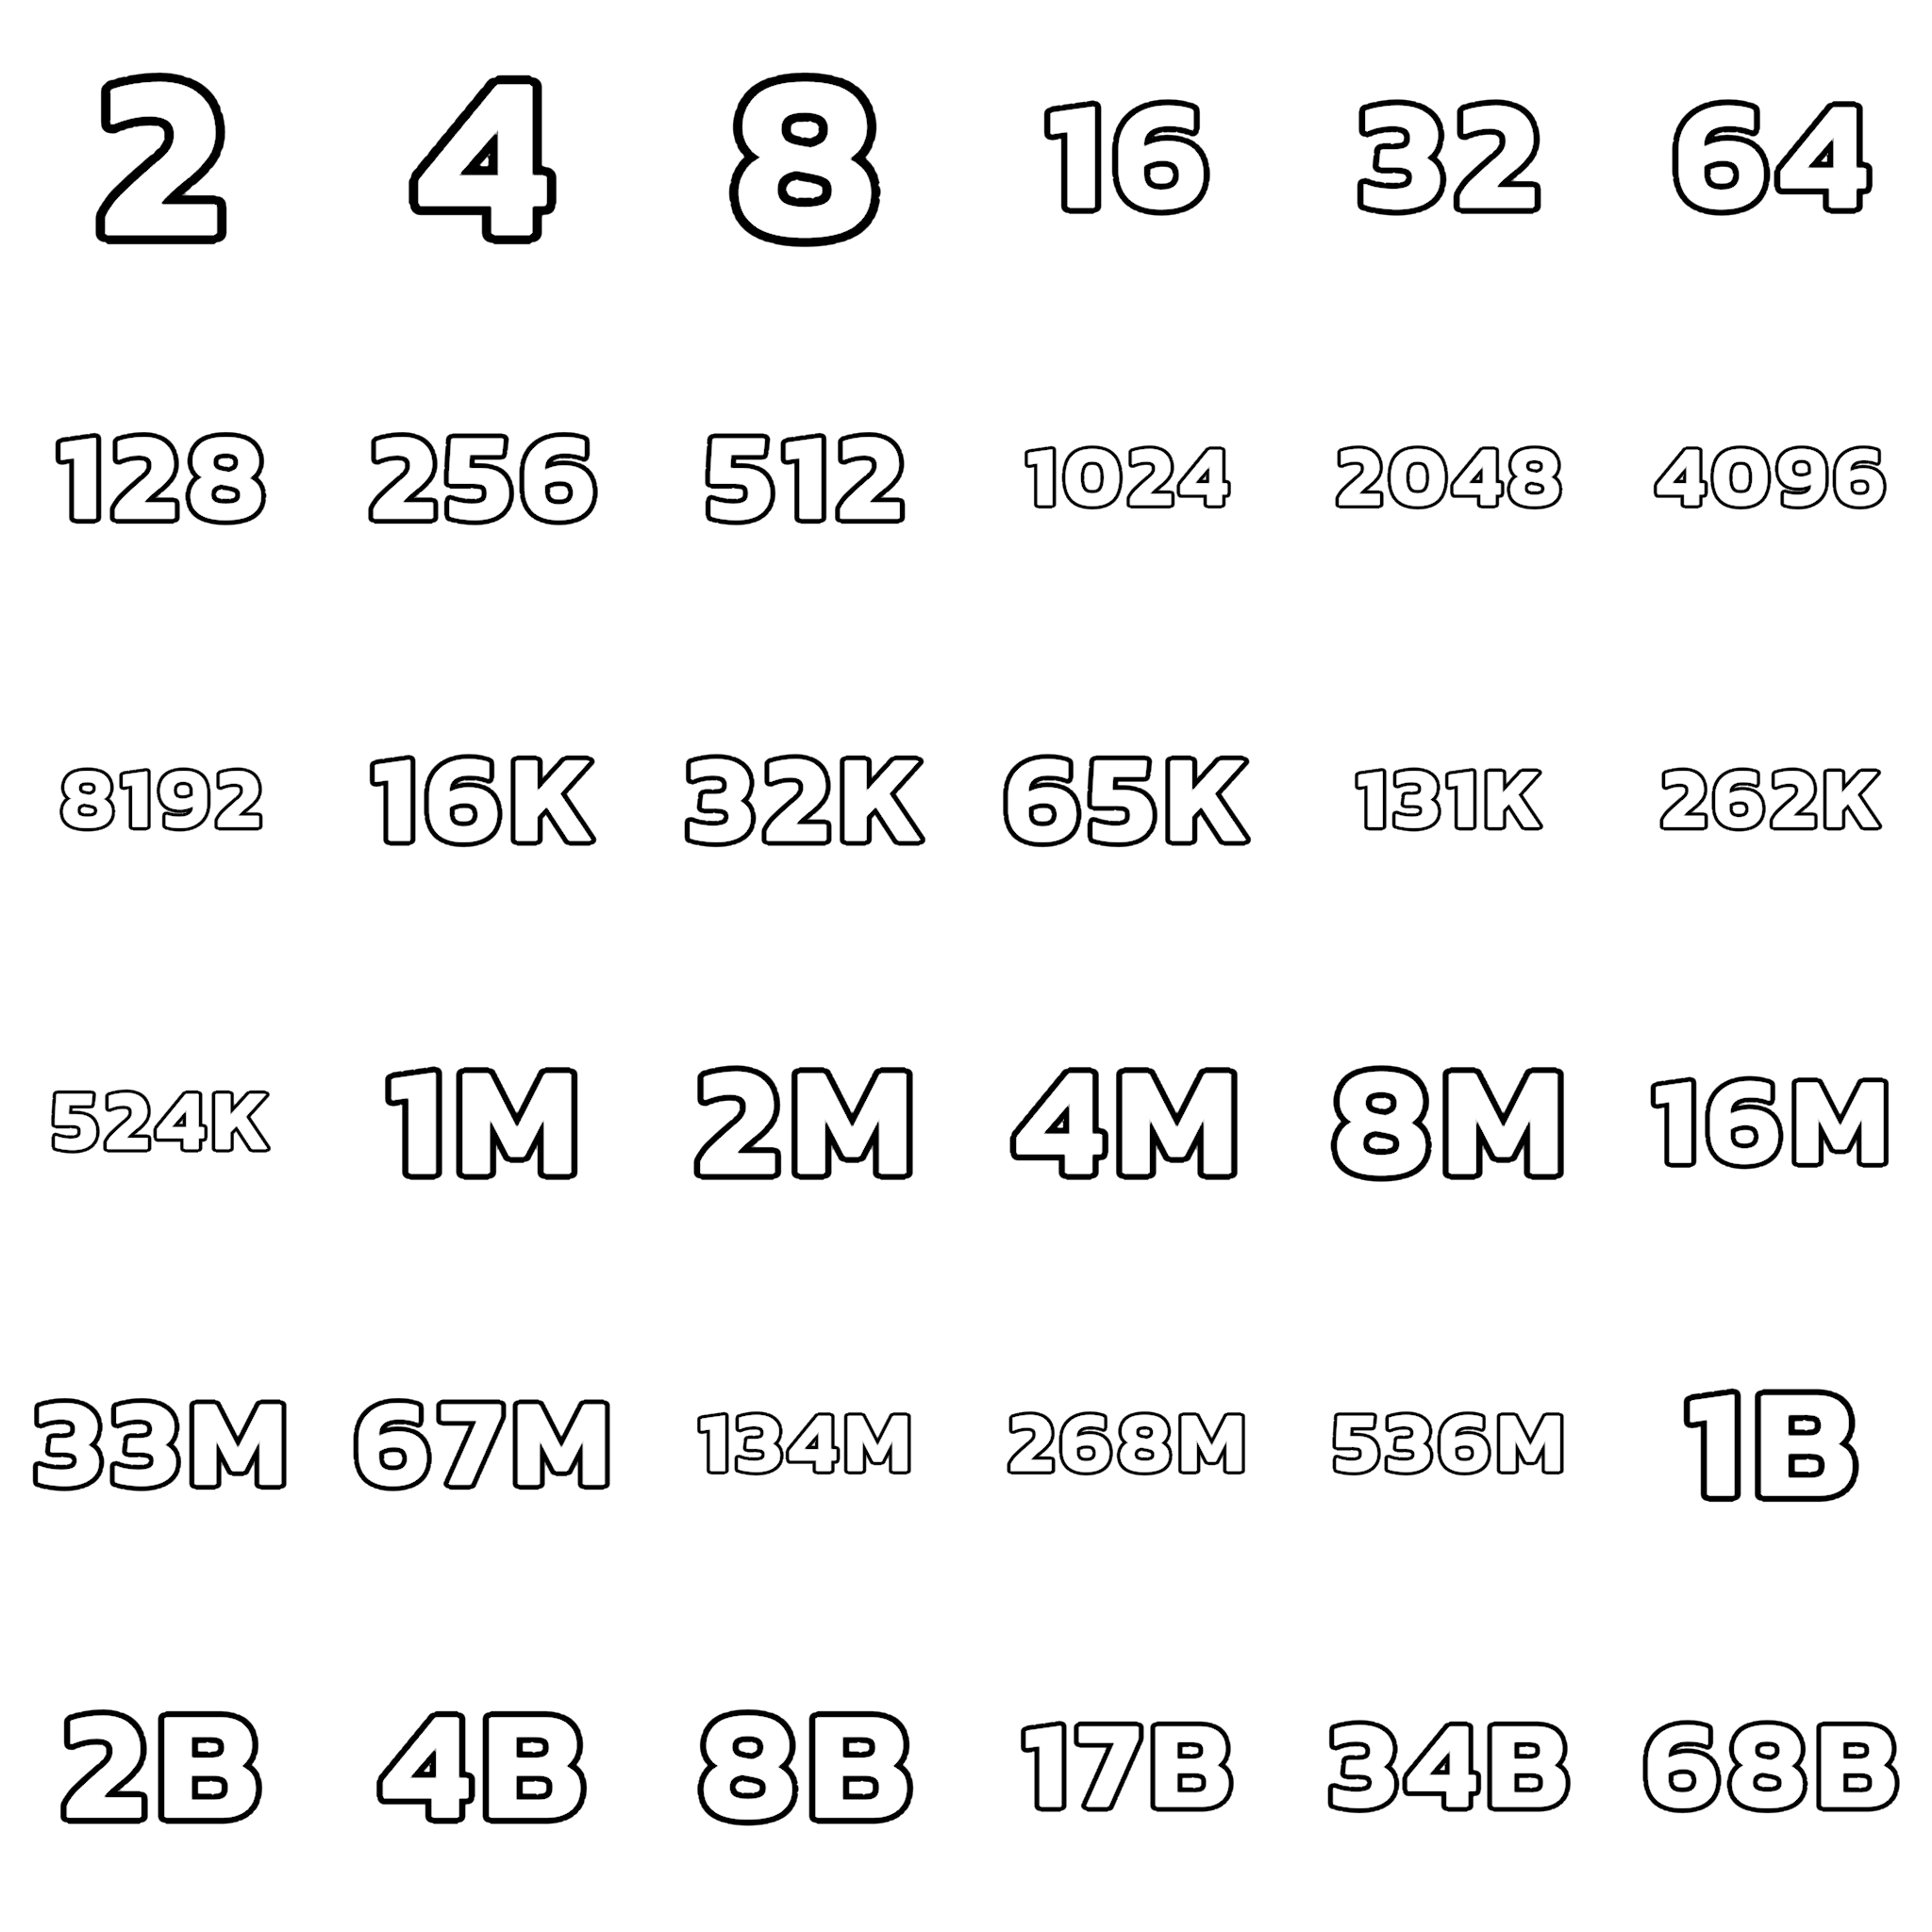 2 4 8 16 32 64
128 256 512 1024 2048 4096
8192 16K 32K 65K 131K 262K
524K 1M 2M 4M 8M 16M
33M 67M 134M 268M 536M 1B
2B 4B 8B 17B 34B 68B